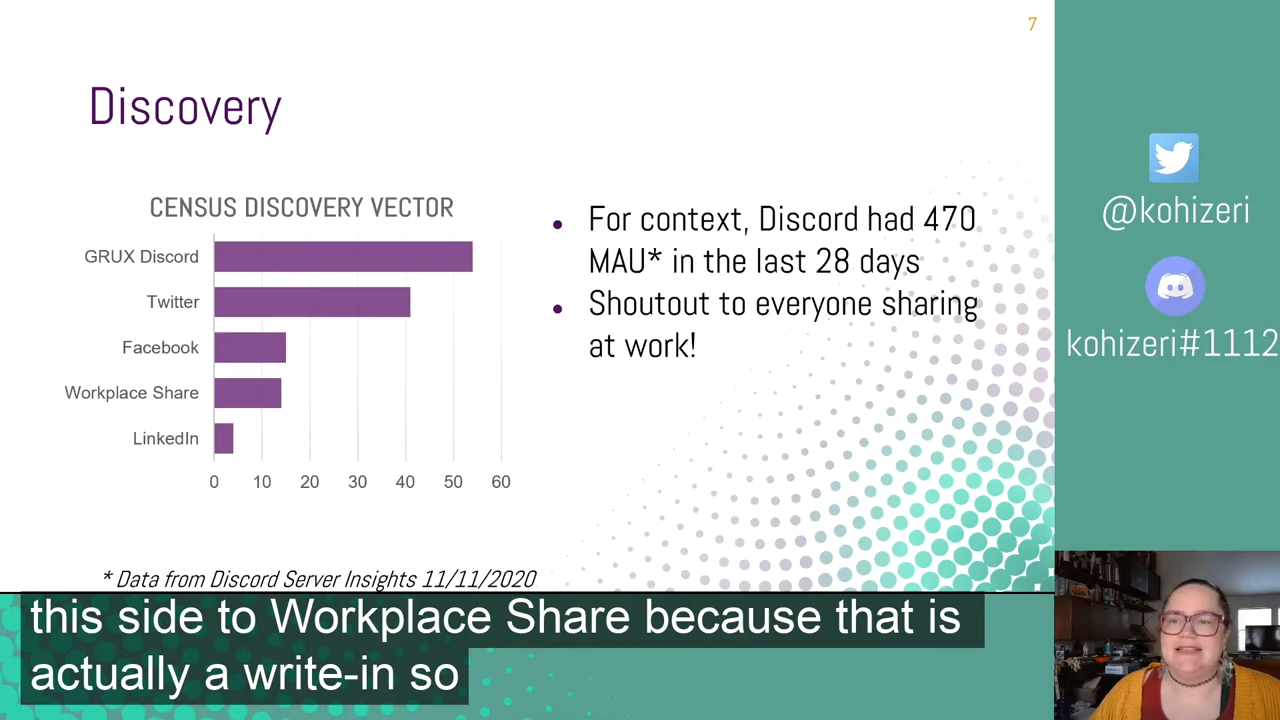 7
Discovery
CENSUS DISCOVERY VECTOR
GRUX Discord
Twitter
Facebook
Workplace Share
LinkedIn
0 10 20 30 40 50 60
• For context, Discord had 470
MAU* in the last 28 days
• Shoutout to everyone sharing
at work!
* Data from Discord Server Insights 11/11/2020
@kohizeri
kohizeri#1112
this side to Workplace Share because that is
actually a write-in so